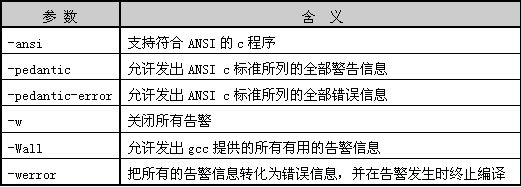 参 数 含 义
-ansi 支持符合 ANSI 的 c 程序
-pedantic 允许发出 ANSI c 标准所列的全部警告信息
-pedantic-error 允许发出 ANSI c 标准所列的全部错误信息
-w 关闭所有告警
-Wall 允许发出 gcc 提供的所有有用的告警信息
-werror 把所有的告警信息转化为错误信息，并在告警发生时终止编译